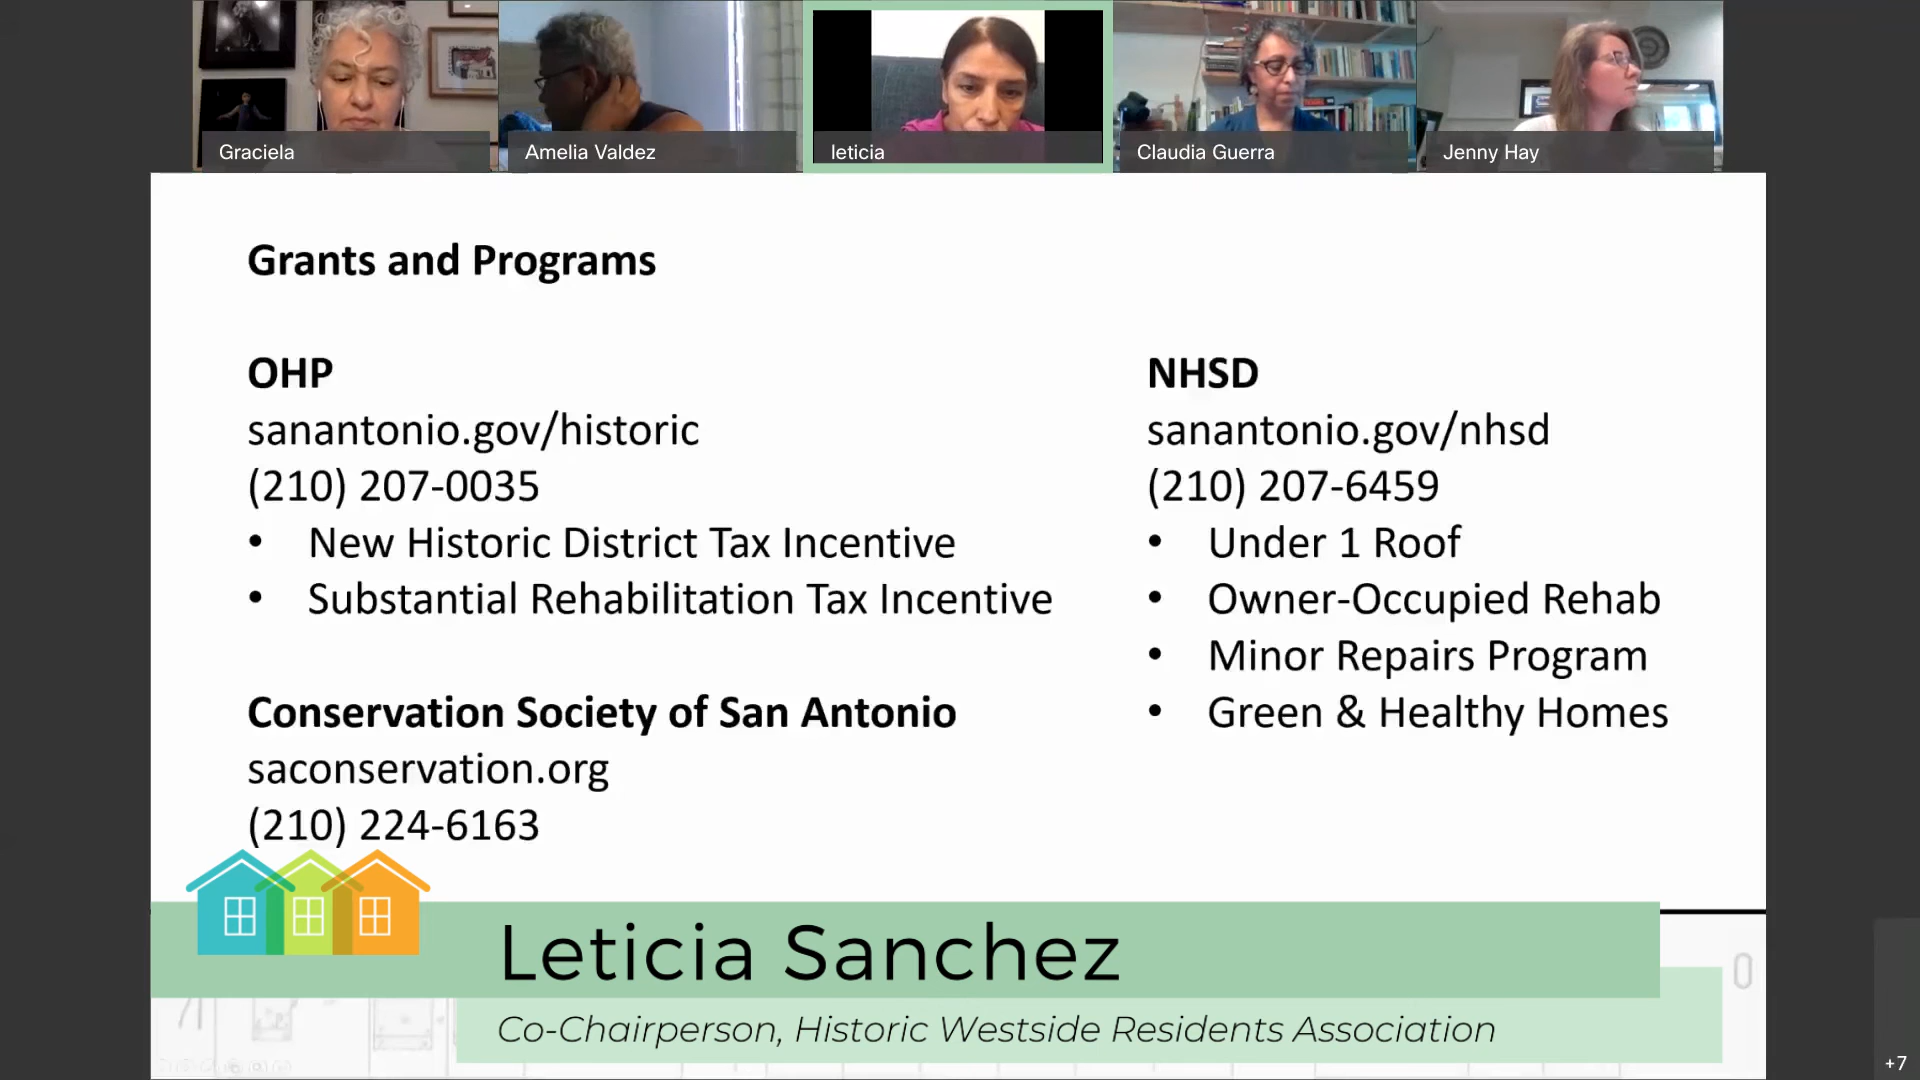 Graciela
Amelia Valdez
leticia
Claudia Guerra
Jenny Hay
Grants and Programs
OHP
sanantonio.gov/historic
(210) 207-0035
• New Historic District Tax Incentive
• Substantial Rehabilitation Tax Incentive
Conservation Society of San Antonio
saconservation.org
(210) 224-6163
NHSD
sanantonio.gov/nhsd
(210) 207-6459
• Under 1 Roof
• Owner-Occupied Rehab
• Minor Repairs Program
• Green & Healthy Homes
Leticia Sanchez
Co-Chairperson, Historic Westside Residents Association
+7